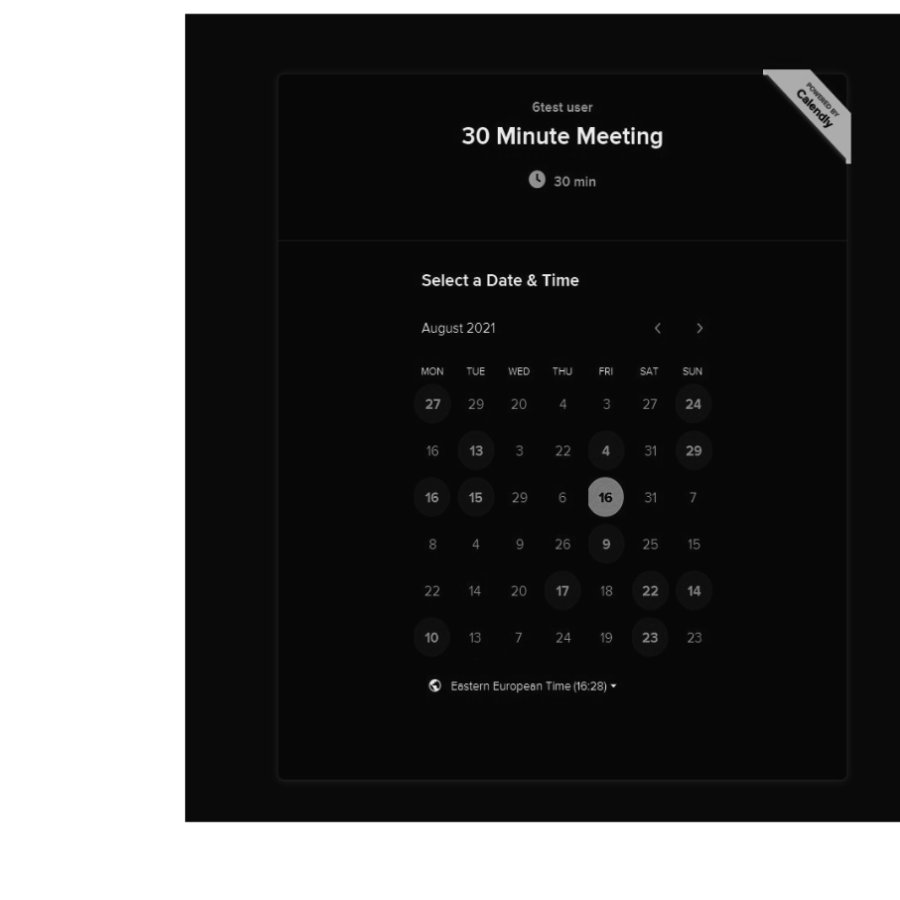 POWERED BY
Calendly
6test user
30 Minute Meeting
30 min
Select a Date & Time
August 2021
MON TUE WED THU FRI SAT SUN
27 29 20 4 3 27 24
16 13 3 22 4 31 29
16 15 29 6 16 31 7
8 4 9 26 9 25 15
22 14 20 17 18 22 14
10 13 7 24 19 23 23
Eastern European Time (16:28)